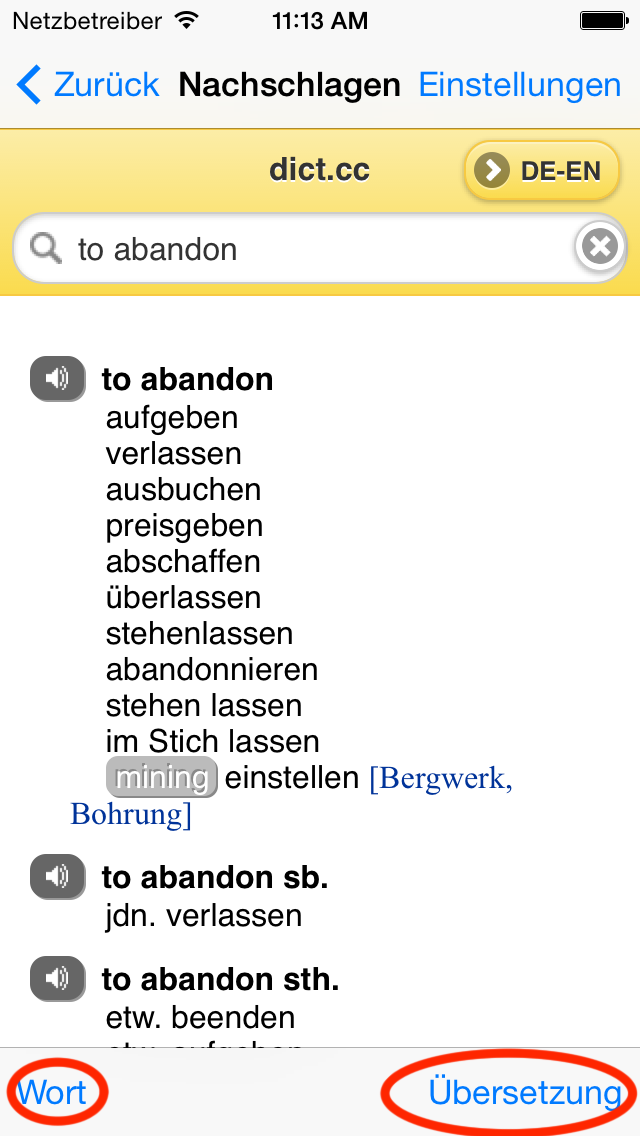 Netzbetreiber 11:13 AM
Zurück Nachschlagen Einstellungen
dict.cc DE-EN
to abandon
to abandon
aufgeben
verlassen
ausbuchen
preisgeben
abschaffen
überlassen
stehenlassen
abandonnieren
stehen lassen
im Stich lassen
mining einstellen [Bergwerk,
Bohrung]
to abandon sb.
jdn. verlassen
to abandon sth.
etw. beenden
etw. aufgeben
Wort Übersetzung